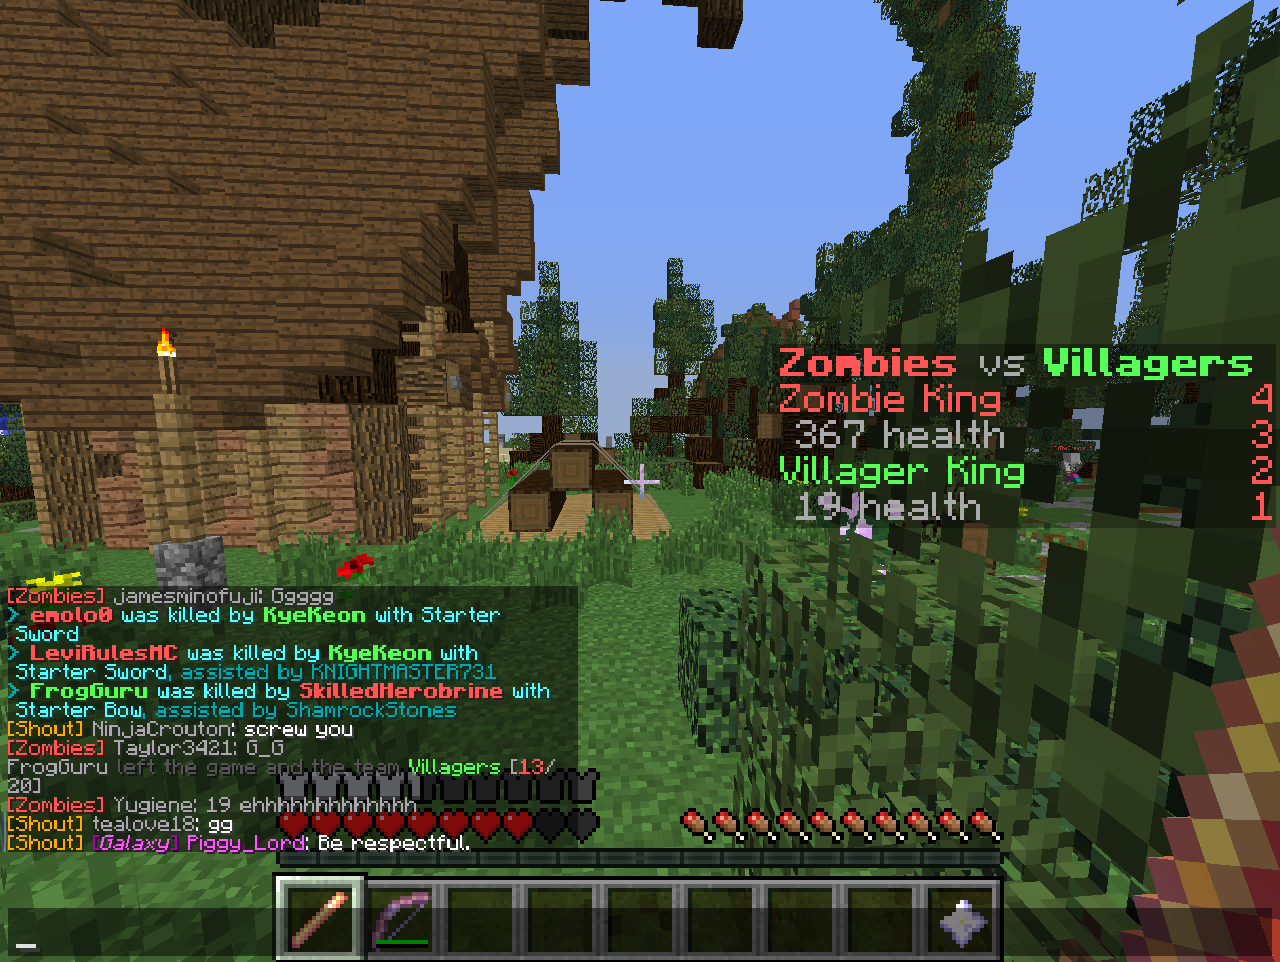 Zombies vs Villagers
Zombie King 4
367 health 3
Villager King 2
19 health 1
[Zombies] jamesminofuji: Ggggg
> emolo0 was killed by KyeKeon with Starter
Sword
> LeviRulesMC was killed by KyeKeon with
Starter Sword, assisted by KNIGHTMASTER731
> FrogGuru was killed by SkilledHerobrine with
Starter Bow, assisted by ShamrockStones
[Shout] NinjaCrouton: screw you
[Zombies] Taylor3421: G_G
FrogGuru left the game and the team Villagers [13/
20]
[Zombies] Yugiene: 19 ehhhhhhhhhhhhhh
[Shout] tealove18: gg
[Shout] [Galaxy] Piggy_Lord: Be respectful.
_